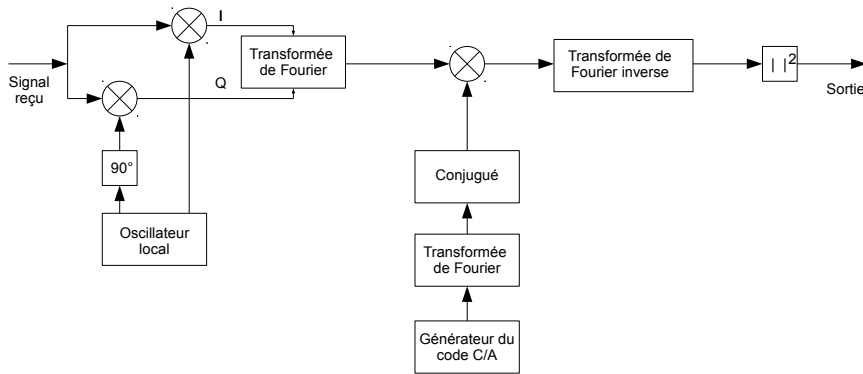 I
Transformée
de Fourier
Signal
reçu
Q
90°
Oscillateur
local
Transformée de
Fourier inverse
| |²
Sortie
Conjugué
Transformée
de Fourier
Générateur du
code C/A